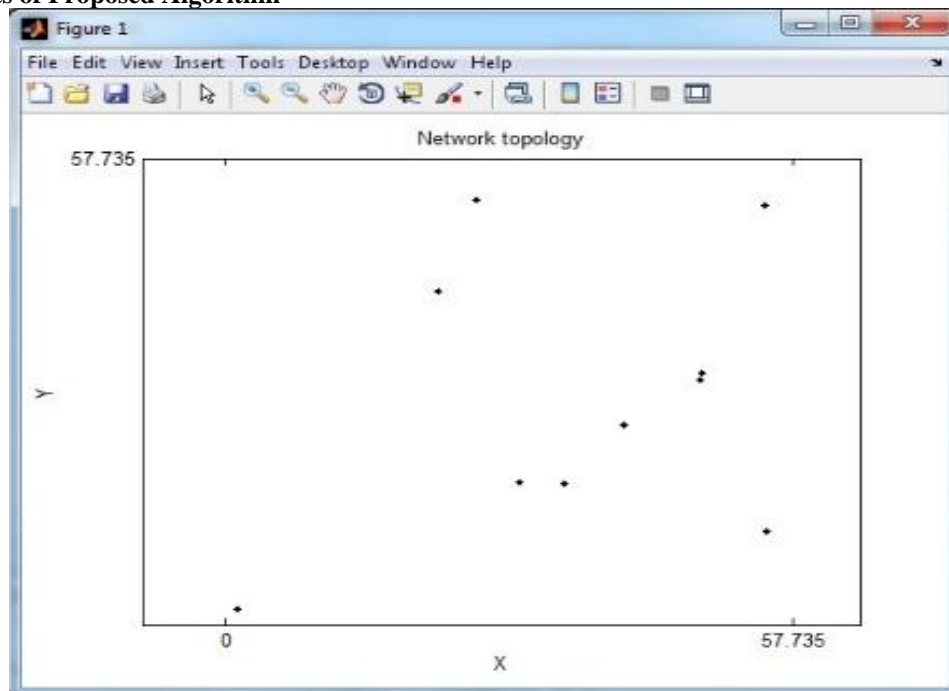 s of Proposed Algorithm
Figure 1
File Edit View Insert Tools Desktop Window Help
Network topology
57.735
Y
0
57.735
X